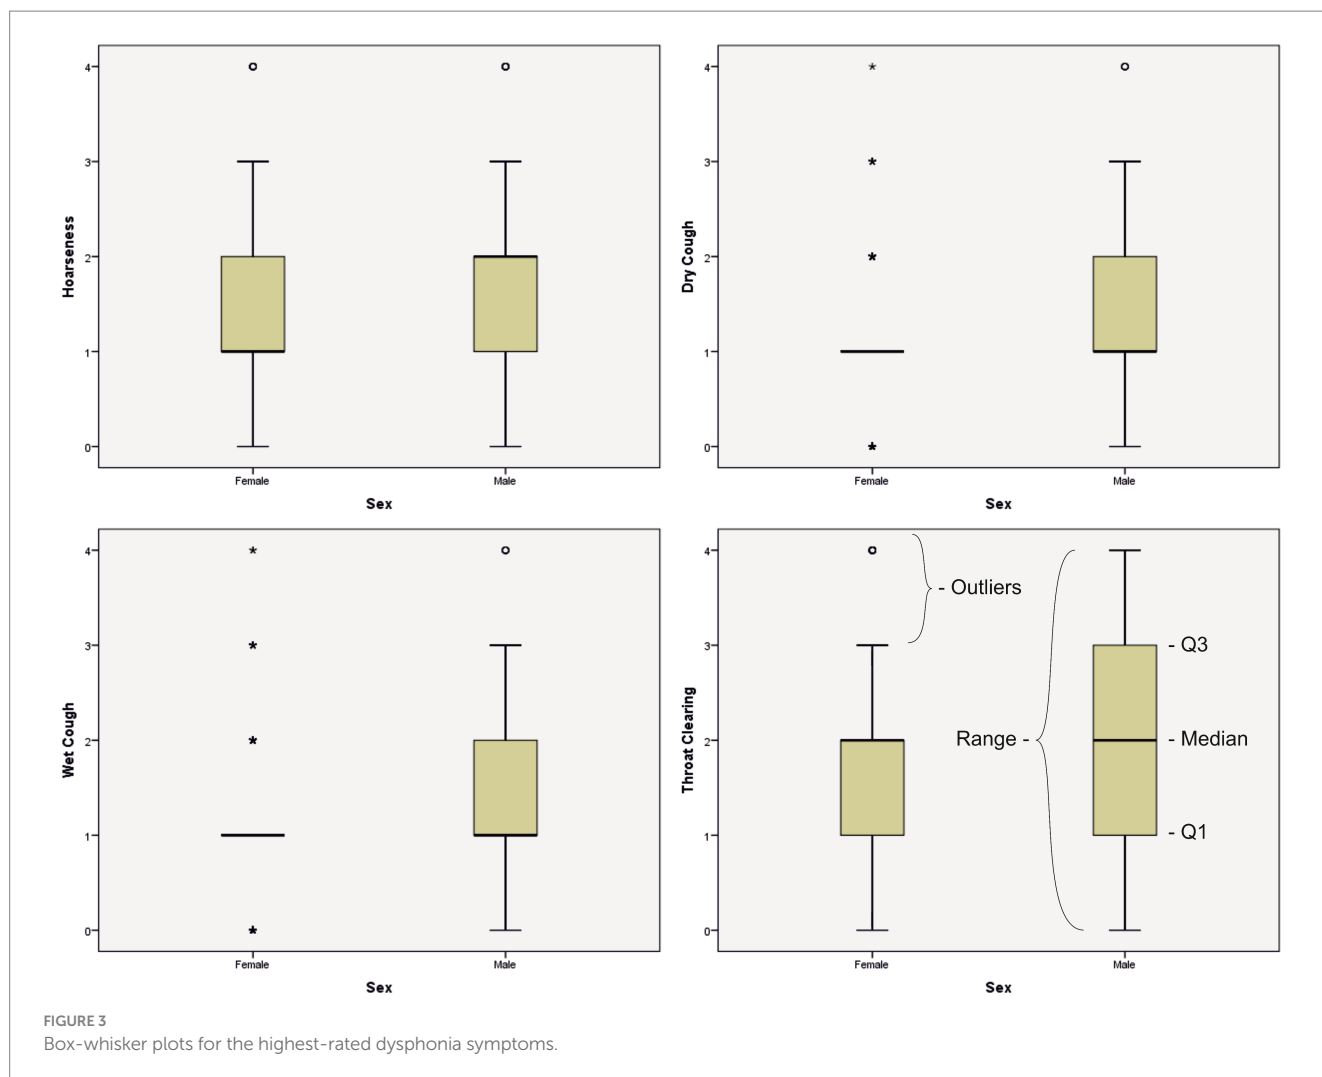 4
3
2
1
0
Hoarseness
Female
Male
Sex
4
3
2
1
0
Dry Cough
Female
Male
Sex
4
3
2
1
0
Wet Cough
Female
Male
Sex
4
3
2
1
0
Throat Clearing
- Outliers
- Q3
Range -
- Median
- Q1
Female
Male
Sex
FIGURE 3
Box-whisker plots for the highest-rated dysphonia symptoms.